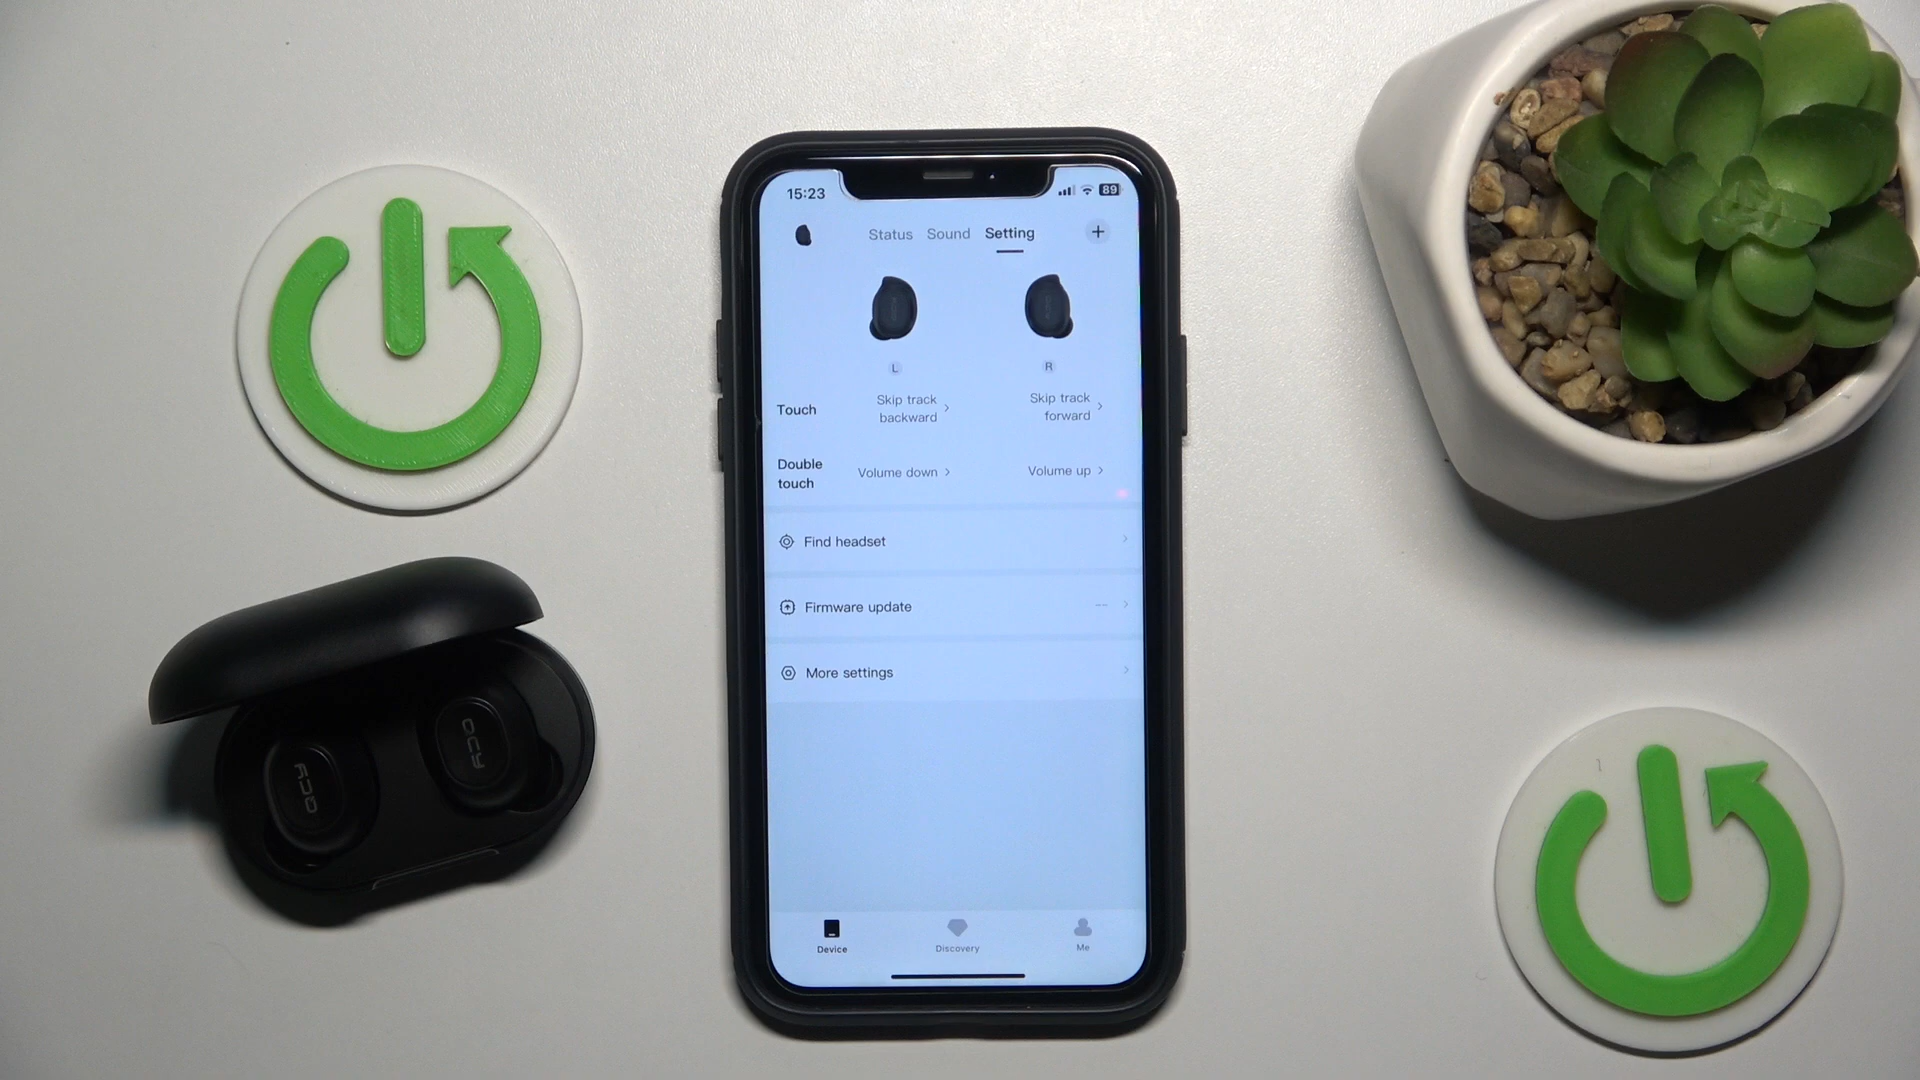 15:23
89
Status Sound Setting +
L R
Touch
Skip track
backward
Skip track
forward
Double
touch
Volume down
Volume up
Find headset
Firmware update --
More settings
Device Discovery Me
QCY QCY